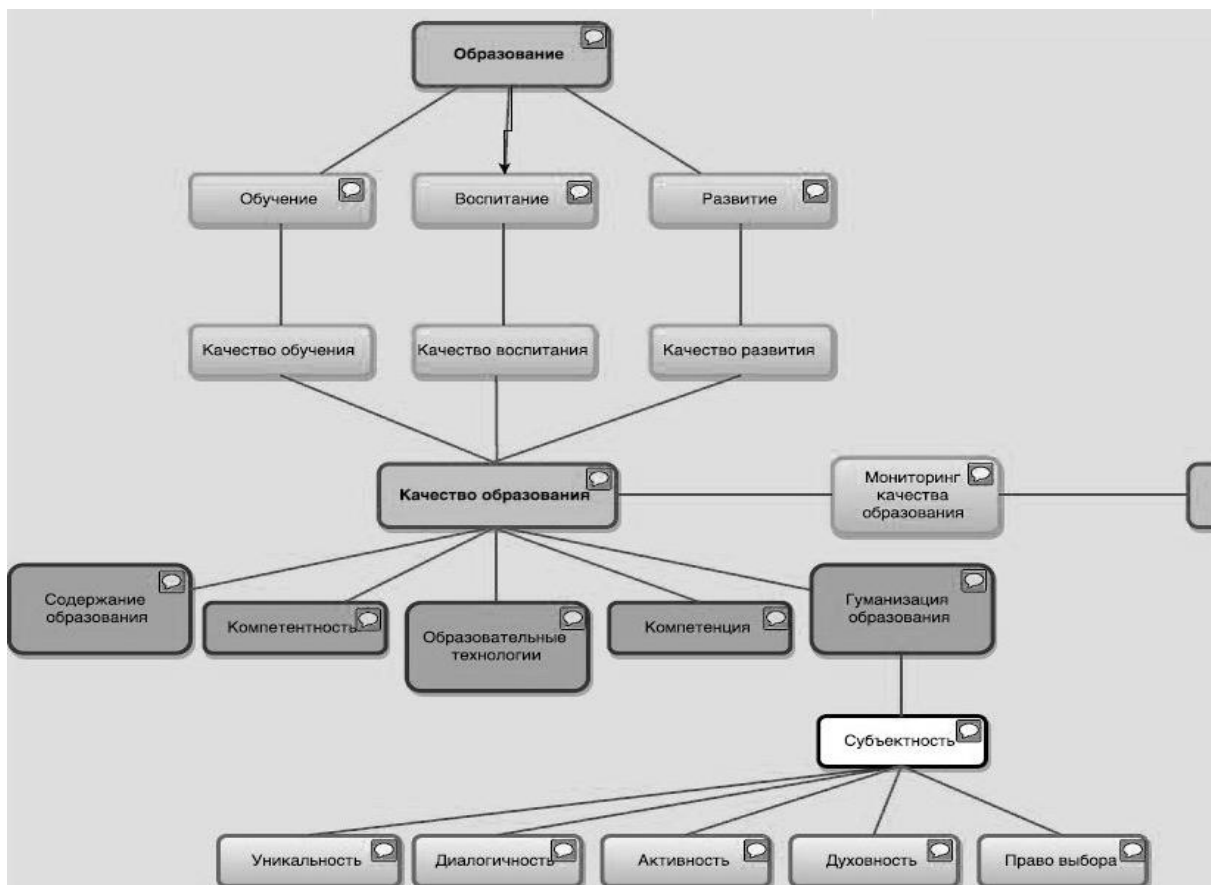 Образование
Обучение
Воспитание
Развитие
Качество обучения
Качество воспитания
Качество развития
Качество образования
Мониторинг
качества
образования
Содержание
образования
Компетентность
Образовательные
технологии
Компетенция
Гуманизация
образования
Субъектность
Уникальность
Диалогичность
Активность
Духовность
Право выбора